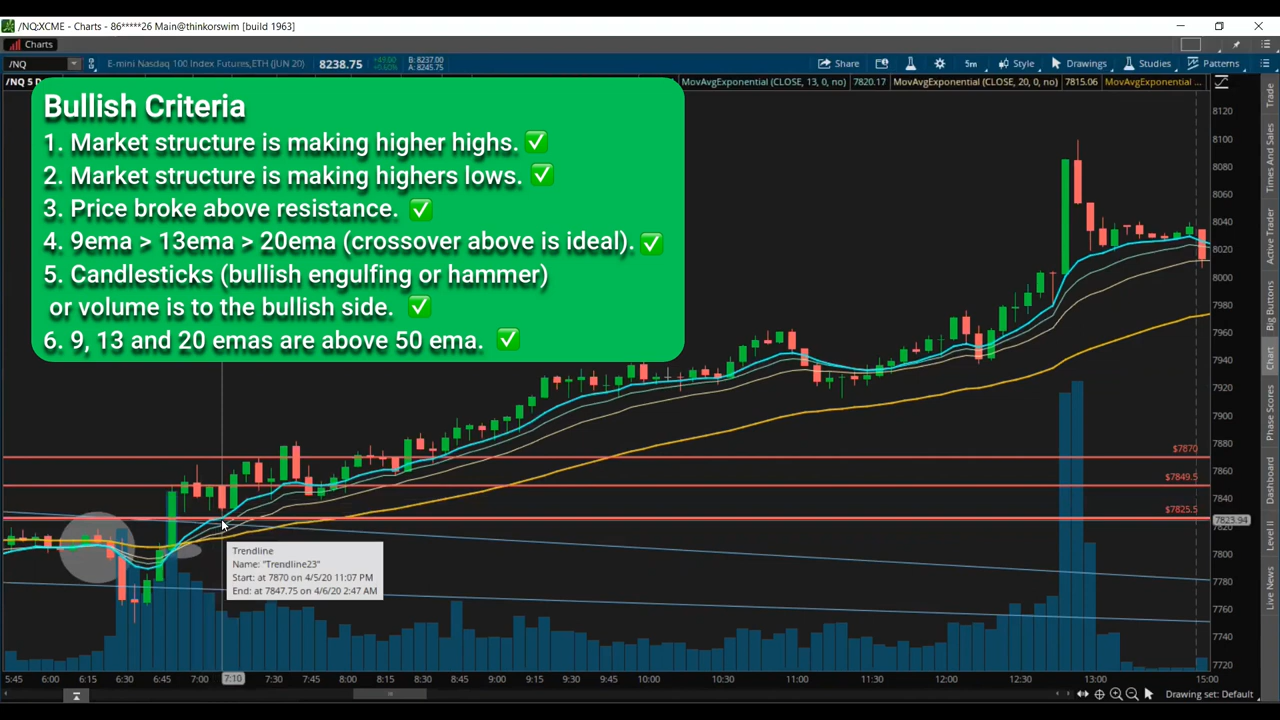 /NQ:XCME - Charts - 86*****26 Main@thinkorswim [build 1963]
Charts
/NQ
E-mini Nasdaq 100 Index Futures,ETH (JUN 20)
8238.75
B: 8237.00
A: 8245.75
Share
5m
Style
Drawings
Studies
Patterns
/NQ 5 D
MovAvgExponential (CLOSE, 13, 0, no)
7820.17
MovAvgExponential (CLOSE, 20, 0, no)
7815.06
MovAvgExponential ...
Bullish Criteria
1. Market structure is making higher highs. ✅
2. Market structure is making highers lows. ✅
3. Price broke above resistance. ✅
4. 9ema > 13ema > 20ema (crossover above is ideal). ✅
5. Candlesticks (bullish engulfing or hammer)
or volume is to the bullish side. ✅
6. 9, 13 and 20 emas are above 50 ema. ✅
8120
8100
8080
8060
8040
8020
8000
7980
7960
7940
7920
7900
7880
7860
7840
7823.94
7800
7780
7760
7740
7720
$7870
$7849.5
$7825.5
Trendline
Name: "Trendline23"
Start: at 7870 on 4/5/20 11:07 PM
End: at 7847.75 on 4/6/20 2:47 AM
5:45
6:00
6:15
6:30
6:45
7:00
7:10
7:30
7:45
8:00
8:15
8:30
8:45
9:00
9:15
9:30
9:45
10:00
10:30
11:00
11:30
12:00
12:30
13:00
15:00
Drawing set: Default
Trade
Times And Sales
Active Trader
Big Buttons
Chart
Phase Scores
Dashboard
Level II
Live News